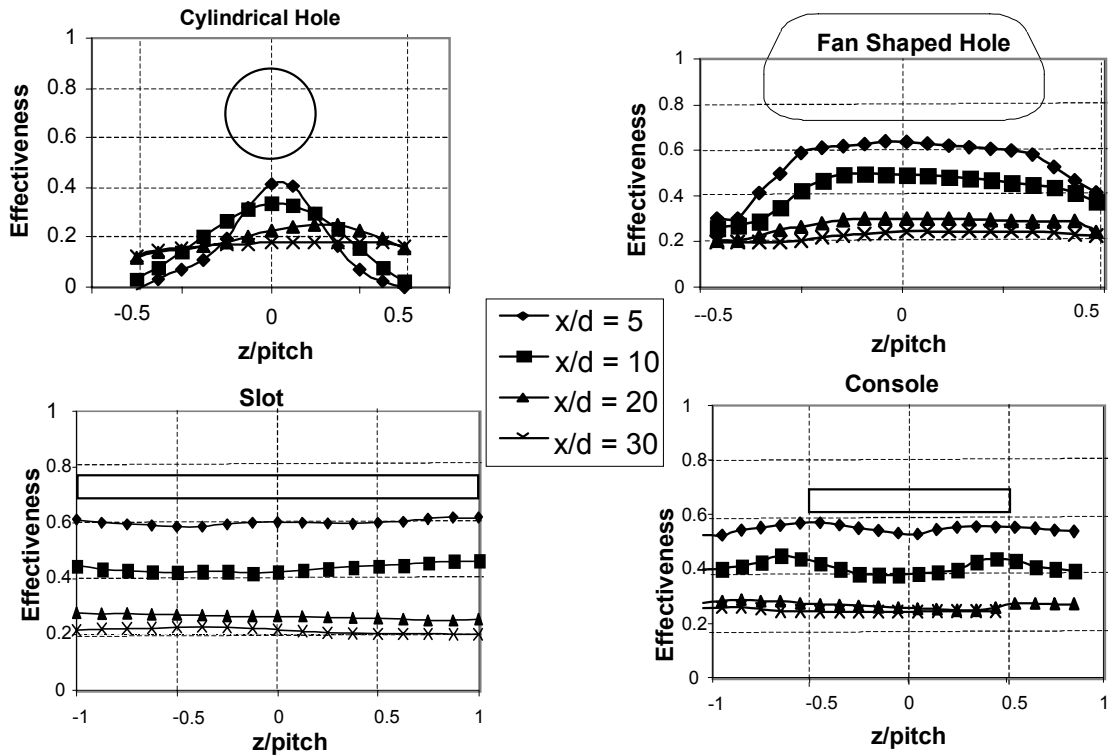 Cylindrical Hole
1
0.8
0.6
0.4
0.2
0
Effectiveness
-0.5
0
0.5
z/pitch
Fan Shaped Hole
1
0.8
0.6
0.4
0.2
0
Effectiveness
--0.5
0
0.5
z/pitch
x/d = 5
x/d = 10
x/d = 20
x/d = 30
Slot
1
0.8
0.6
0.4
0.2
0
Effectiveness
-1
-0.5
0
0.5
1
z/pitch
Console
1
0.8
0.6
0.4
0.2
0
Effectiveness
-1
-0.5
0
0.5
1
z/pitch